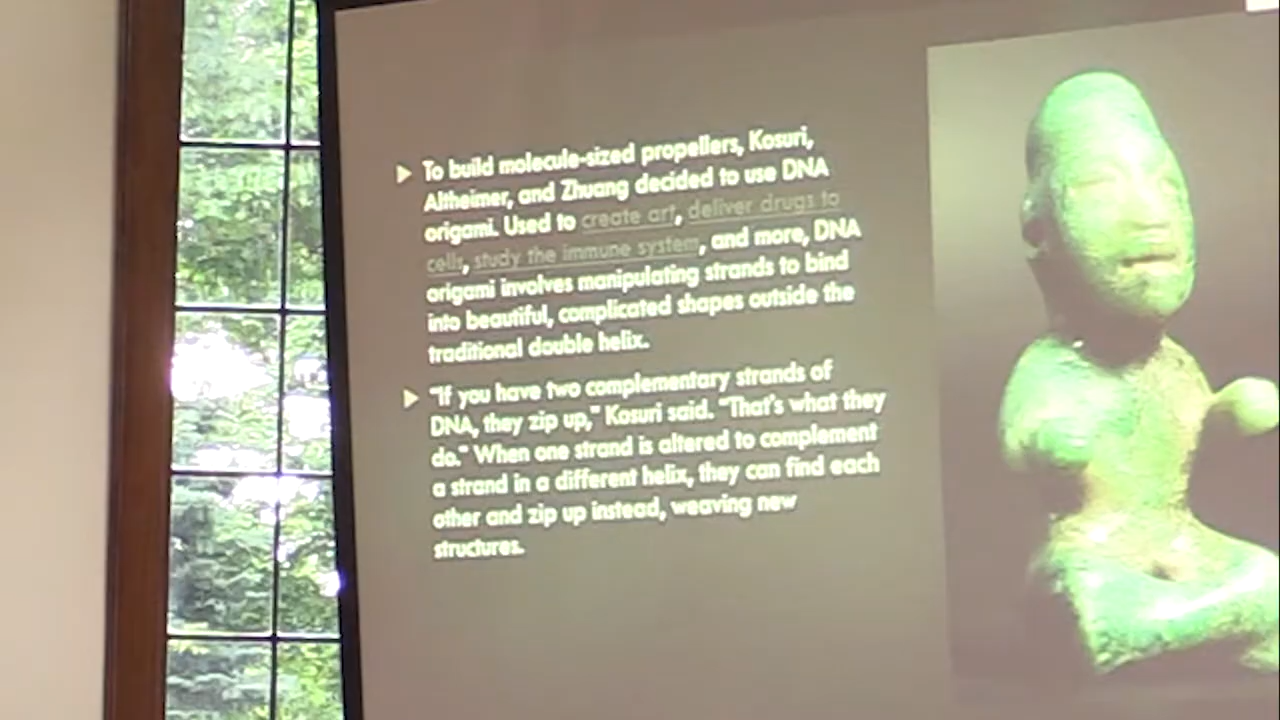 To build molecule-sized propellers, Kosuri,
Altheimer, and Zhuang decided to use DNA
origami. Used to create art, deliver drugs to
cells, study the immune system, and more, DNA
origami involves manipulating strands to bind
into beautiful, complicated shapes outside the
traditional double helix.
"If you have two complementary strands of
DNA, they zip up," Kosuri said. "That's what they
do." When one strand is altered to complement
a strand in a different helix, they can find each
other and zip up instead, weaving new
structures.